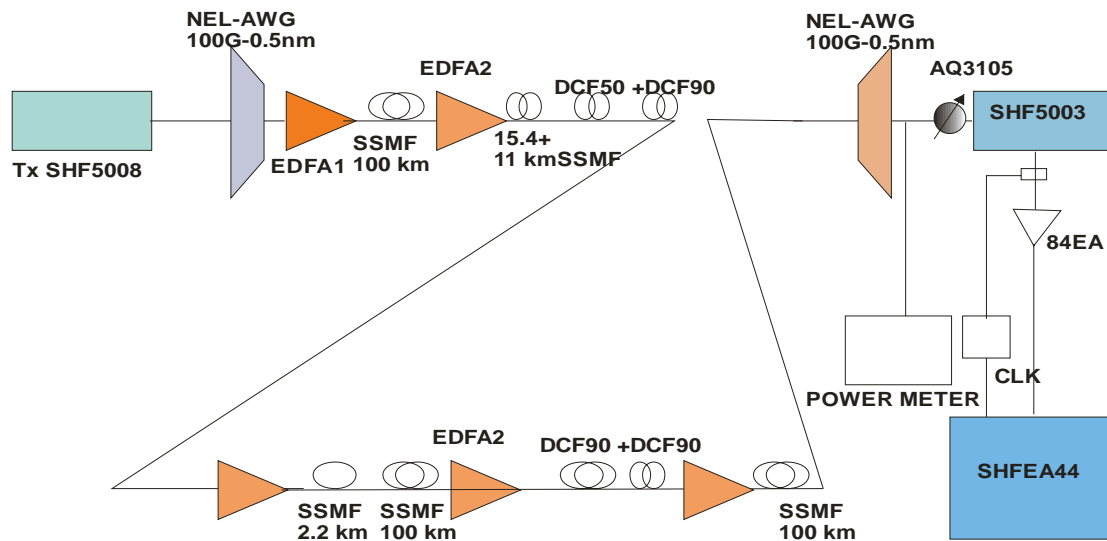 NEL-AWG
100G-0.5nm
EDFA2
DCF50 +DCF90
NEL-AWG
100G-0.5nm
AQ3105
SHF5003
Tx SHF5008
EDFA1
SSMF
100 km
15.4+
11 kmSSMF
84EA
CLK
POWER METER
EDFA2
DCF90 +DCF90
SHFEA44
SSMF
2.2 km
SSMF
100 km
SSMF
100 km